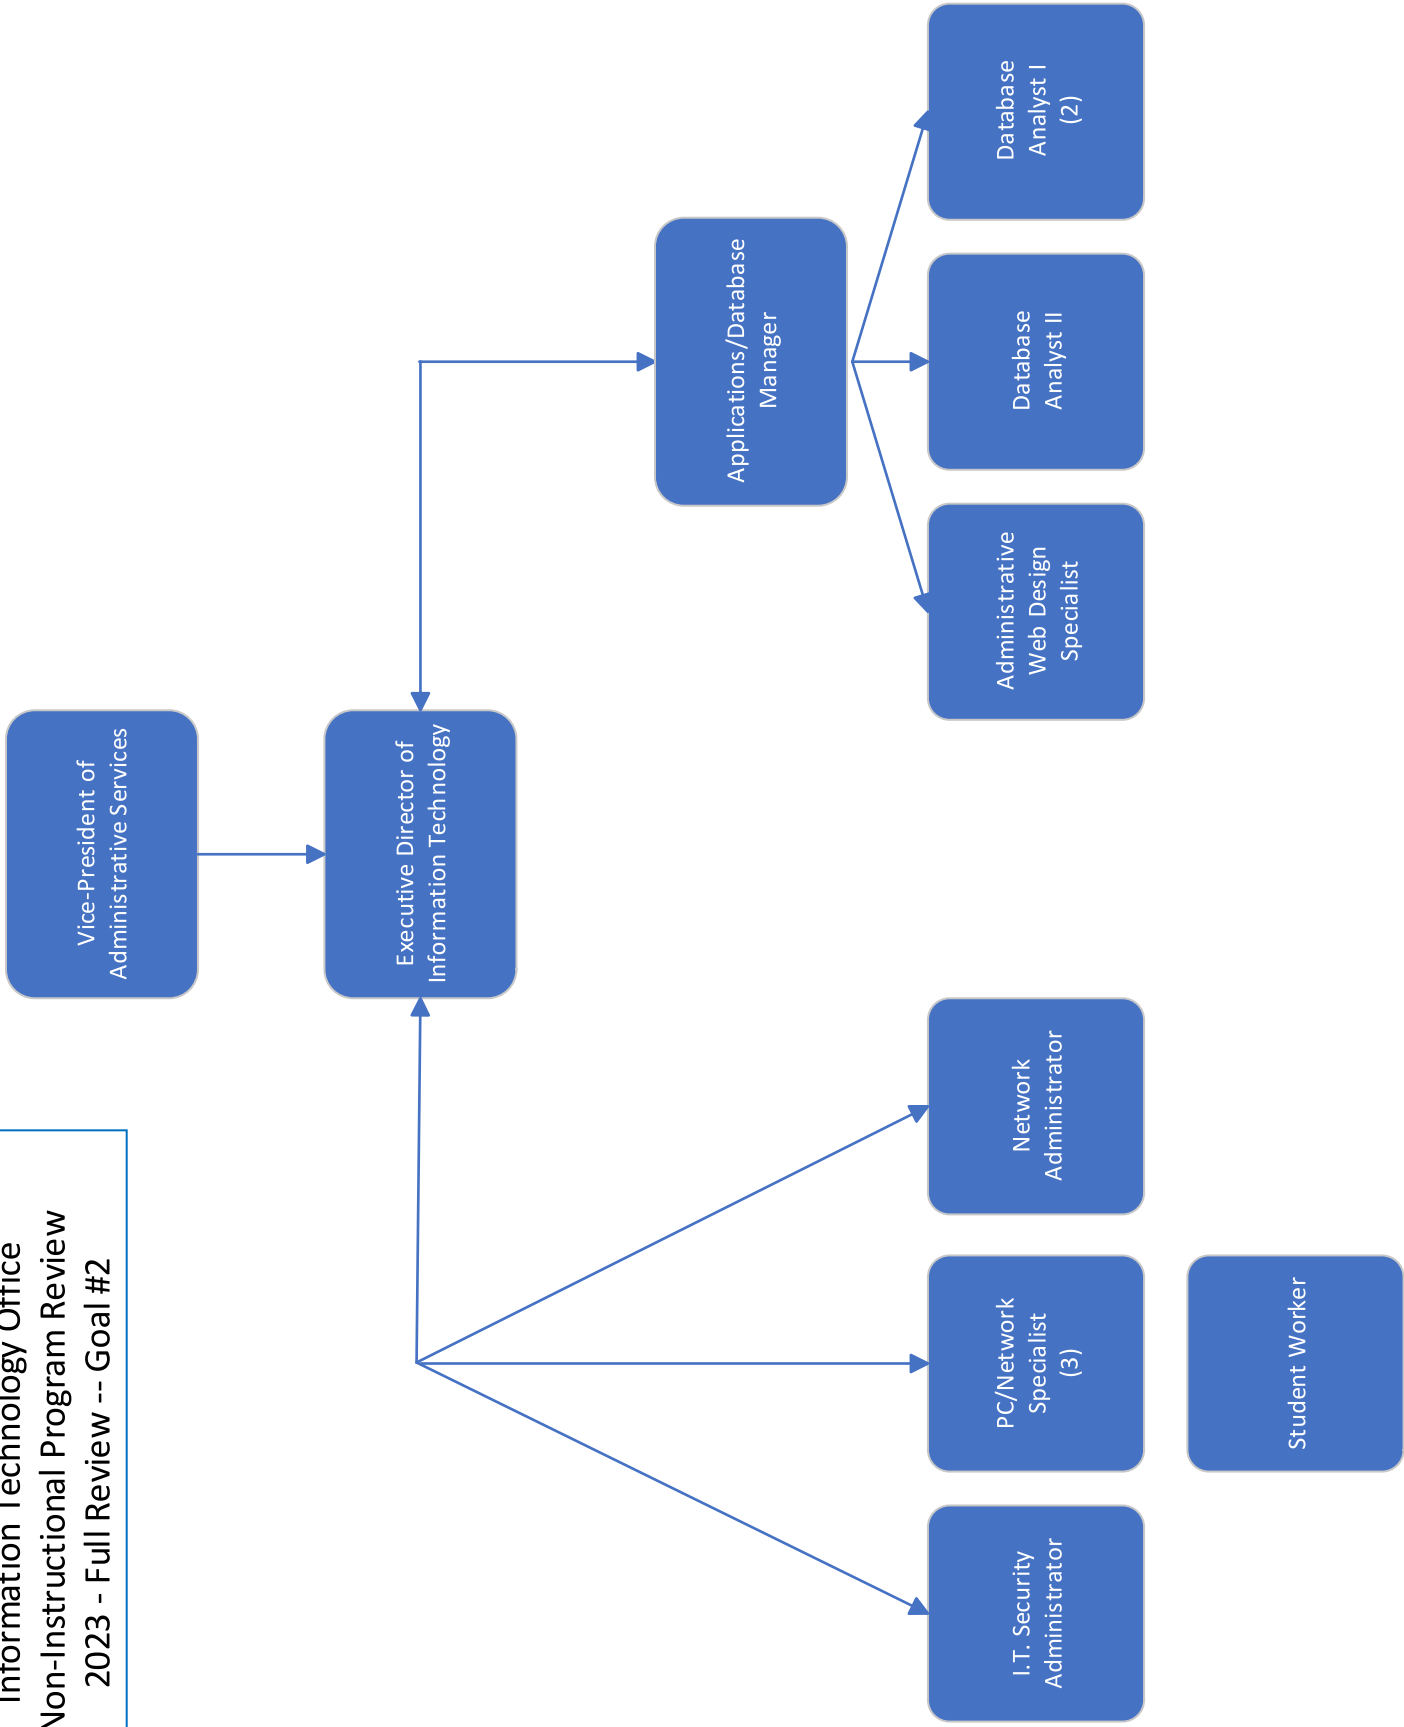 Information Technology Office
Non-Instructional Program Review
2023 - Full Review -- Goal #2
Vice-President of
Administrative Services
Executive Director of
Information Technology
Applications/Database
Manager
I.T. Security
Administrator
PC/Network
Specialist
(3)
Network
Administrator
Administrative
Web Design
Specialist
Database
Analyst II
Database
Analyst I
(2)
Student Worker